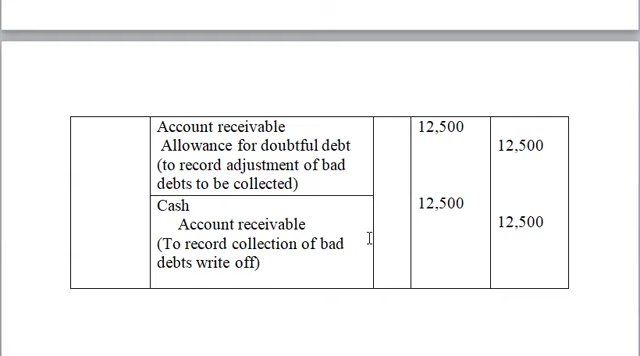 Account receivable 12,500
Allowance for doubtful debt 12,500
(to record adjustment of bad
debts to be collected)
Cash 12,500
Account receivable 12,500
(To record collection of bad
debts write off)